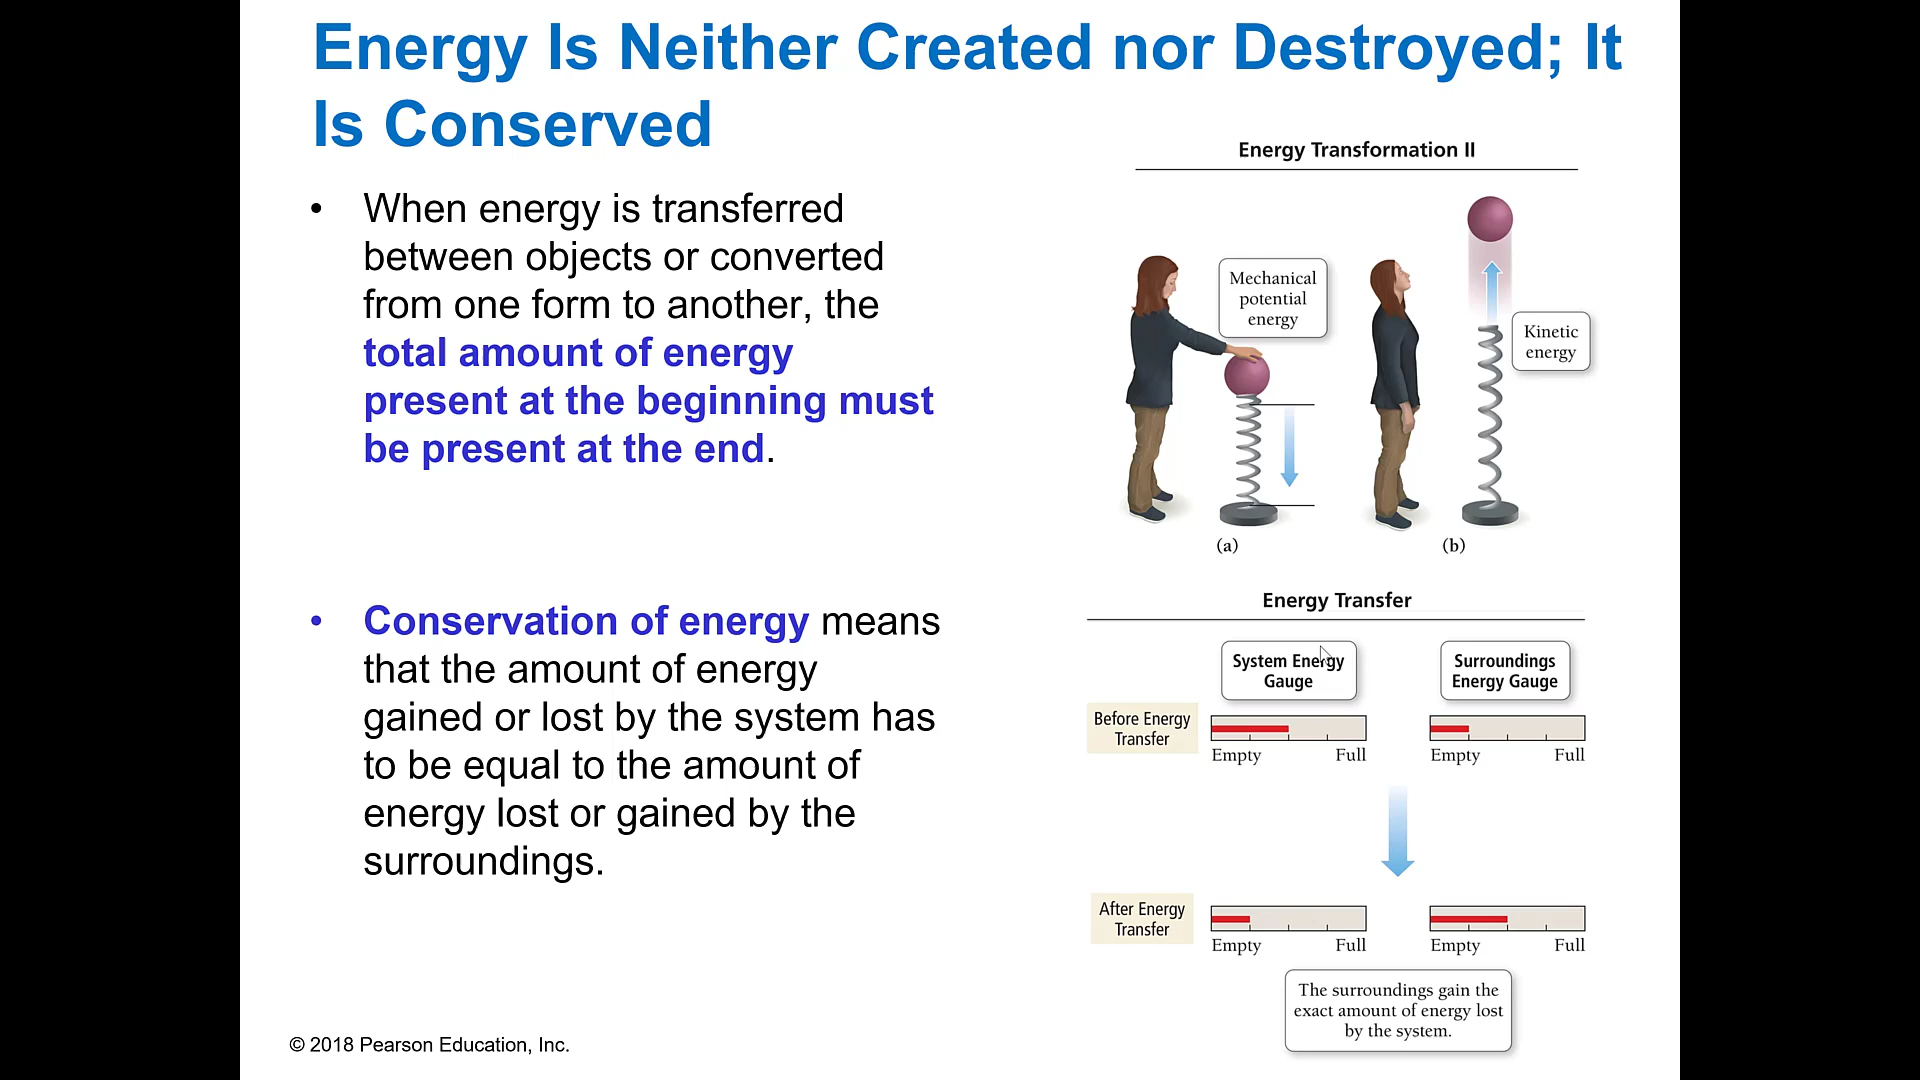 Energy Is Neither Created nor Destroyed; It
Is Conserved
• When energy is transferred
between objects or converted
from one form to another, the
total amount of energy
present at the beginning must
be present at the end.
• Conservation of energy means
that the amount of energy
gained or lost by the system has
to be equal to the amount of
energy lost or gained by the
surroundings.
Energy Transformation II
Mechanical
potential
energy
Kinetic
energy
(a)
(b)
Energy Transfer
System Energy
Gauge
Surroundings
Energy Gauge
Before Energy
Transfer
Empty Full
Empty Full
After Energy
Transfer
Empty Full
Empty Full
The surroundings gain the
exact amount of energy lost
by the system.
© 2018 Pearson Education, Inc.